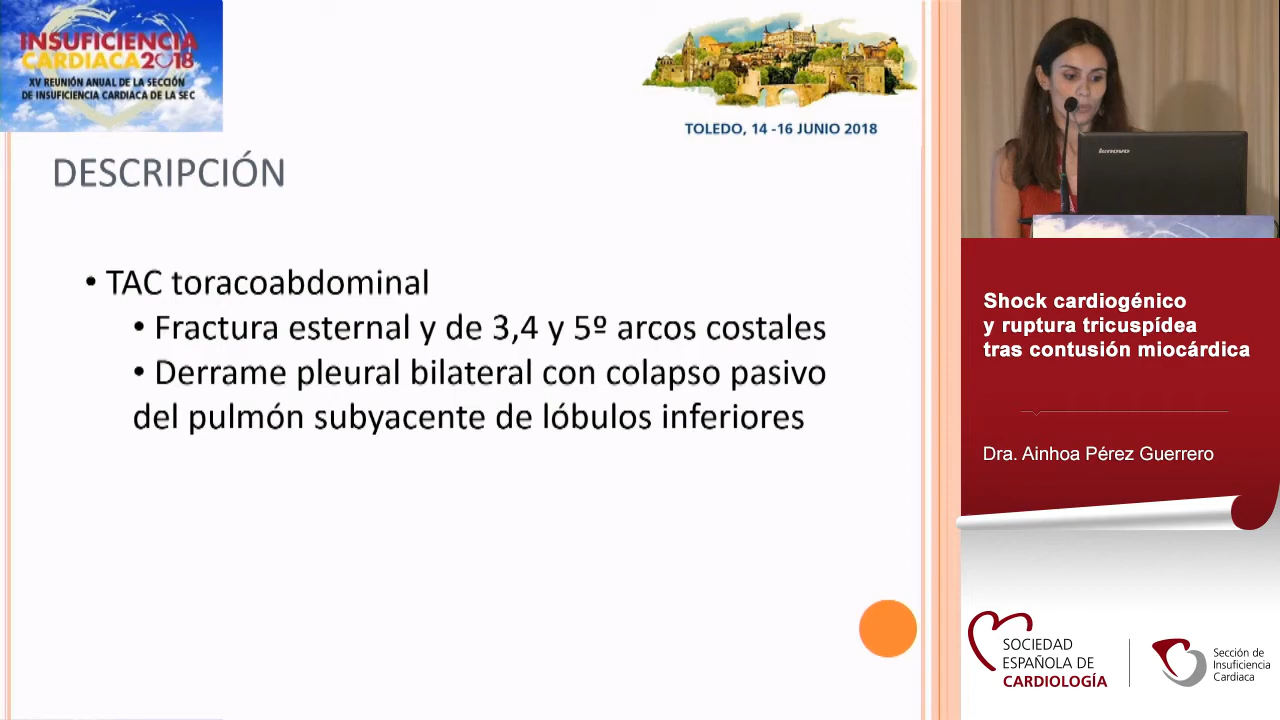 INSUFICIENCIA
CARDIACA2018
XV REUNIÓN ANUAL DE LA SECCIÓN
DE INSUFICIENCIA CARDIACA DE LA SEC
TOLEDO, 14 -16 JUNIO 2018
DESCRIPCIÓN
• TAC toracoabdominal
• Fractura esternal y de 3,4 y 5º arcos costales
• Derrame pleural bilateral con colapso pasivo
del pulmón subyacente de lóbulos inferiores
lenovo
Shock cardiogénico
y ruptura tricuspídea
tras contusión miocárdica
Dra. Ainhoa Pérez Guerrero
SOCIEDAD
ESPAÑOLA DE
CARDIOLOGÍA
Sección de
Insuficiencia
Cardiaca